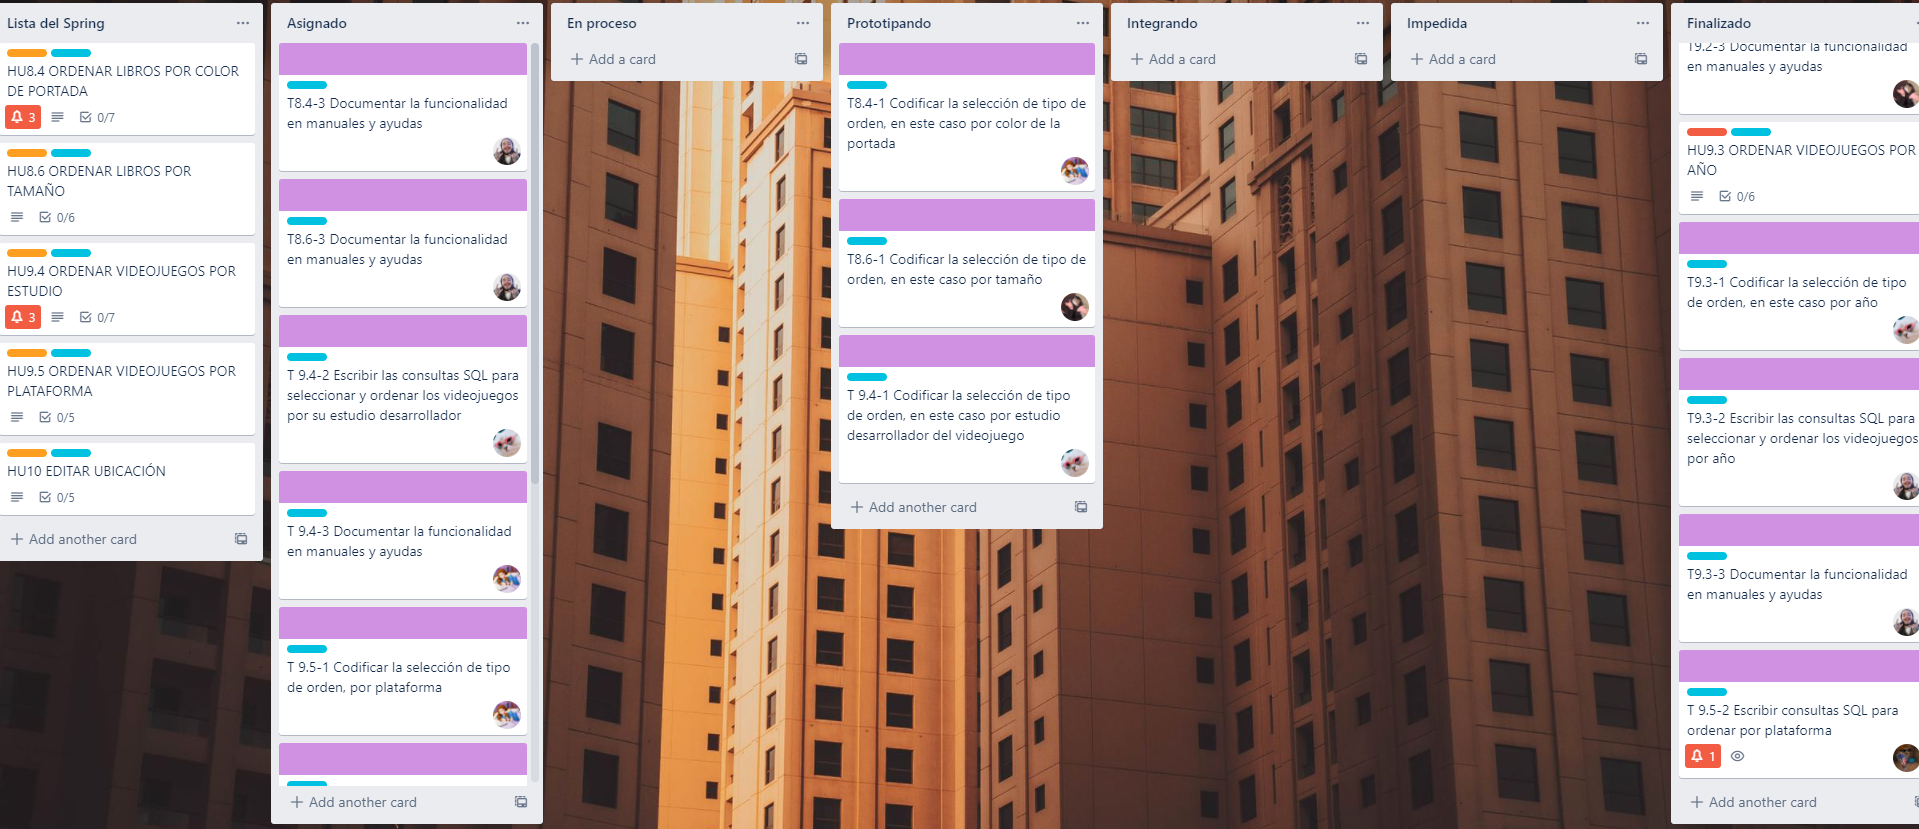 Lista del Spring
HU8.4 ORDENAR LIBROS POR COLOR
DE PORTADA
3
0/7
HU8.6 ORDENAR LIBROS POR
TAMAÑO
0/6
HU9.4 ORDENAR VIDEOJUEGOS POR
ESTUDIO
3
0/7
HU9.5 ORDENAR VIDEOJUEGOS POR
PLATAFORMA
0/5
HU10 EDITAR UBICACIÓN
0/5
Add another card
Asignado
T8.4-3 Documentar la funcionalidad
en manuales y ayudas
T8.6-3 Documentar la funcionalidad
en manuales y ayudas
T 9.4-2 Escribir las consultas SQL para
seleccionar y ordenar los videojuegos
por su estudio desarrollador
T 9.4-3 Documentar la funcionalidad
en manuales y ayudas
T 9.5-1 Codificar la selección de tipo
de orden, por plataforma
Add another card
En proceso
Add a card
Prototipando
T8.4-1 Codificar la selección de tipo de
orden, en este caso por color de la
portada
T8.6-1 Codificar la selección de tipo de
orden, en este caso por tamaño
T 9.4-1 Codificar la selección de tipo
de orden, en este caso por estudio
desarrollador del videojuego
Add another card
Integrando
Add a card
Impedida
Add a card
Finalizado
T9.2-3 Documentar la funcionalidad
en manuales y ayudas
HU9.3 ORDENAR VIDEOJUEGOS POR
AÑO
0/6
T9.3-1 Codificar la selección de tipo
de orden, en este caso por año
T9.3-2 Escribir las consultas SQL para
seleccionar y ordenar los videojuegos
por año
T9.3-3 Documentar la funcionalidad
en manuales y ayudas
T 9.5-2 Escribir consultas SQL para
ordenar por plataforma
1
Add another card